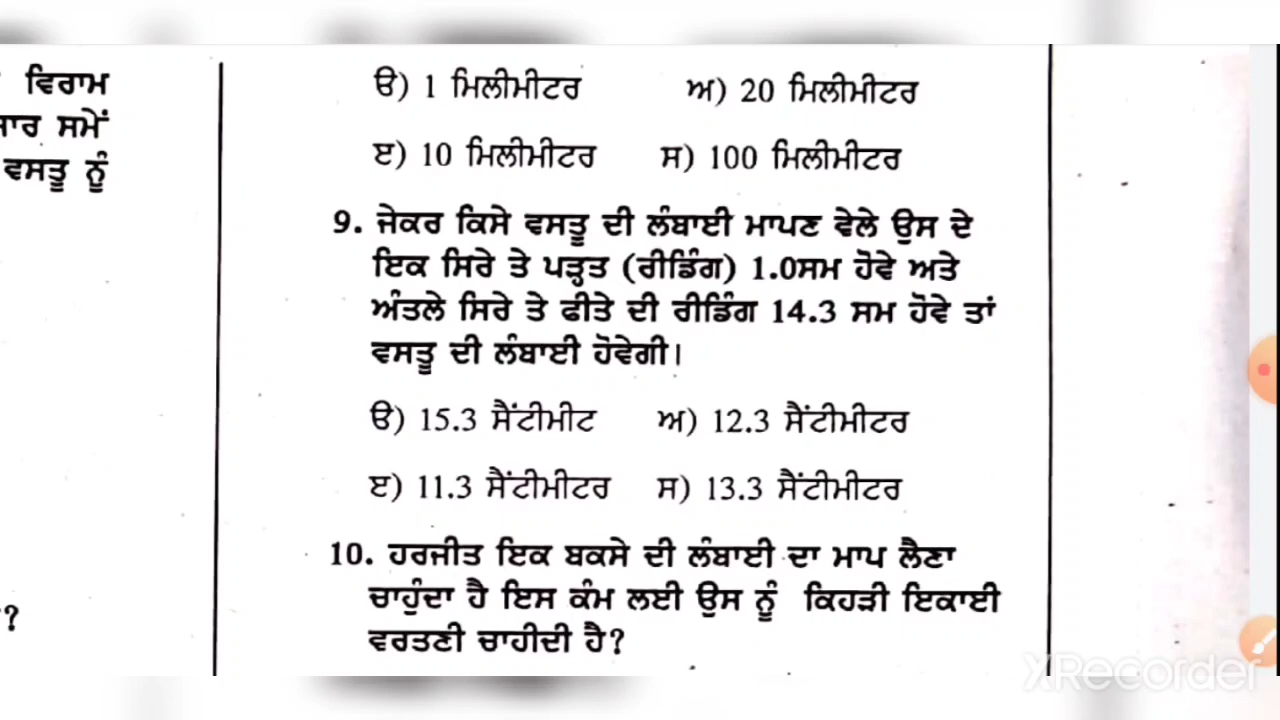 ਵਿਰਾਮ
ਸਮੇਂ
ਵਸਤੂ ਨੂੰ
?
ੳ) 1 ਮਿਲੀਮੀਟਰ ਅ) 20 ਮਿਲੀਮੀਟਰ
ੲ) 10 ਮਿਲੀਮੀਟਰ ਸ) 100 ਮਿਲੀਮੀਟਰ
9. ਜੇਕਰ ਕਿਸੇ ਵਸਤੂ ਦੀ ਲੰਬਾਈ ਮਾਪਣ ਵੇਲੇ ਉਸ ਦੇ
ਇਕ ਸਿਰੇ ਤੇ ਪੜ੍ਹਤ (ਰੀਡਿੰਗ) 1.0ਸਮ ਹੋਵੇ ਅਤੇ
ਅੰਤਲੇ ਸਿਰੇ ਤੇ ਫੀਤੇ ਦੀ ਰੀਡਿੰਗ 14.3 ਸਮ ਹੋਵੇ ਤਾਂ
ਵਸਤੂ ਦੀ ਲੰਬਾਈ ਹੋਵੇਗੀ।
ੳ) 15.3 ਸੈਂਟੀਮੀਟ ਅ) 12.3 ਸੈਂਟੀਮੀਟਰ
ੲ) 11.3 ਸੈਂਟੀਮੀਟਰ ਸ) 13.3 ਸੈਂਟੀਮੀਟਰ
10. ਹਰਜੀਤ ਇਕ ਬਕਸੇ ਦੀ ਲੰਬਾਈ ਦਾ ਮਾਪ ਲੈਣਾ
ਚਾਹੁੰਦਾ ਹੈ ਇਸ ਕੰਮ ਲਈ ਉਸ ਨੂੰ ਕਿਹੜੀ ਇਕਾਈ
ਵਰਤਣੀ ਚਾਹੀਦੀ ਹੈ?
XRecorder